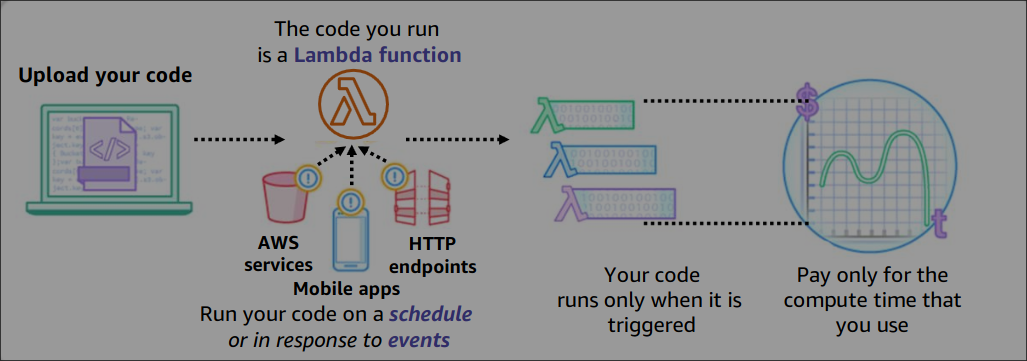 Upload your code
The code you run
is a Lambda function
AWS
services
Mobile apps
HTTP
endpoints
Run your code on a schedule
or in response to events
Your code
runs only when it is
triggered
$
t
Pay only for the
compute time that
you use